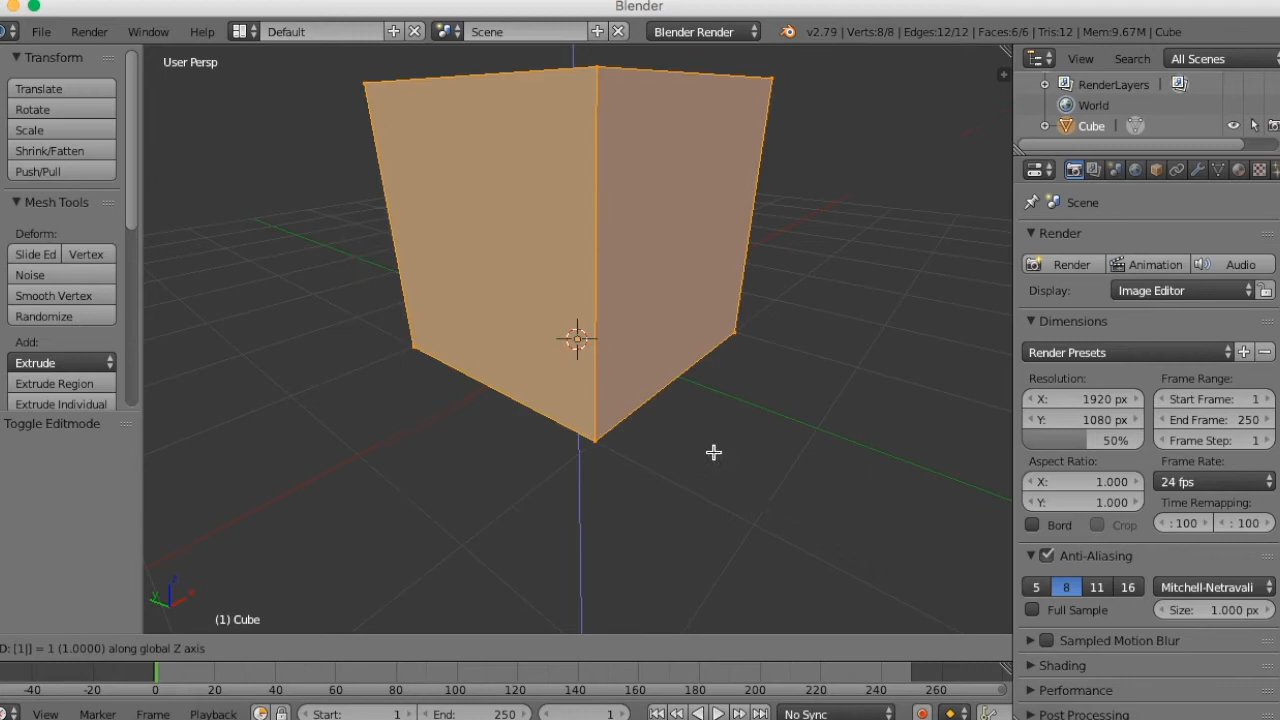 Blender
File Render Window Help Default Scene Blender Render v2.79 | Verts:8/8 | Edges:12/12 | Faces:6/6 | Tris:12 | Mem:9.67M | Cube
Transform
Translate
Rotate
Scale
Shrink/Fatten
Push/Pull
Mesh Tools
Deform:
Slide Ed Vertex
Noise
Smooth Vertex
Randomize
Add:
Extrude
Extrude Region
Extrude Individual
Toggle Editmode
User Persp
z
y x
(1) Cube
D: [1|] = 1 (1.0000) along global Z axis
View Search All Scenes
RenderLayers |
World
Cube |
Scene
Render
Render Animation Audio
Display: Image Editor
Dimensions
Render Presets
Resolution: Frame Range:
X: 1920 px Start Frame: 1
Y: 1080 px End Frame: 250
50% Frame Step: 1
Aspect Ratio: Frame Rate:
X: 1.000 24 fps
Y: 1.000 Time Remapping:
Bord Crop : 100 : 100
Anti-Aliasing
5 8 11 16 Mitchell-Netravali
Full Sample Size: 1.000 px
Sampled Motion Blur
Shading
Performance
Post Processing
-40 -20 0 20 40 60 80 100 120 140 160 180 200 220 240 260
View Marker Frame Playback Start: 1 End: 250 1 No Sync